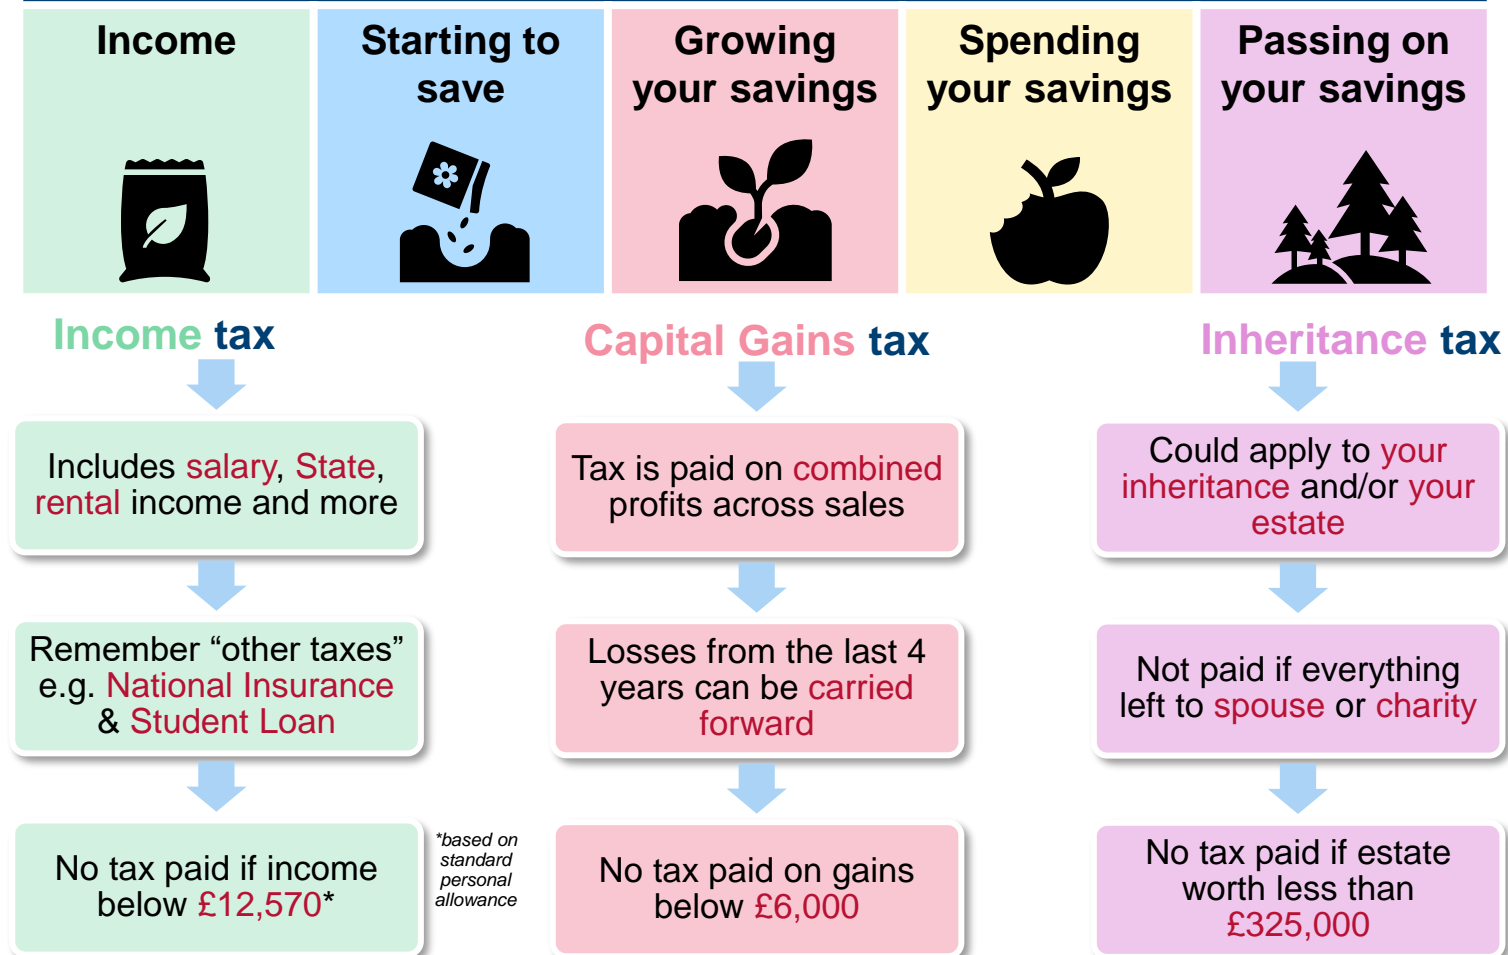 Income
Starting to
save
Growing
your savings
Spending
your savings
Passing on
your savings
Income tax
Includes salary, State,
rental income and more
Remember “other taxes”
e.g. National Insurance
& Student Loan
No tax paid if income
below £12,570*
*based on
standard
personal
allowance
Capital Gains tax
Tax is paid on combined
profits across sales
Losses from the last 4
years can be carried
forward
No tax paid on gains
below £6,000
Inheritance tax
Could apply to your
inheritance and/or your
estate
Not paid if everything
left to spouse or charity
No tax paid if estate
worth less than
£325,000